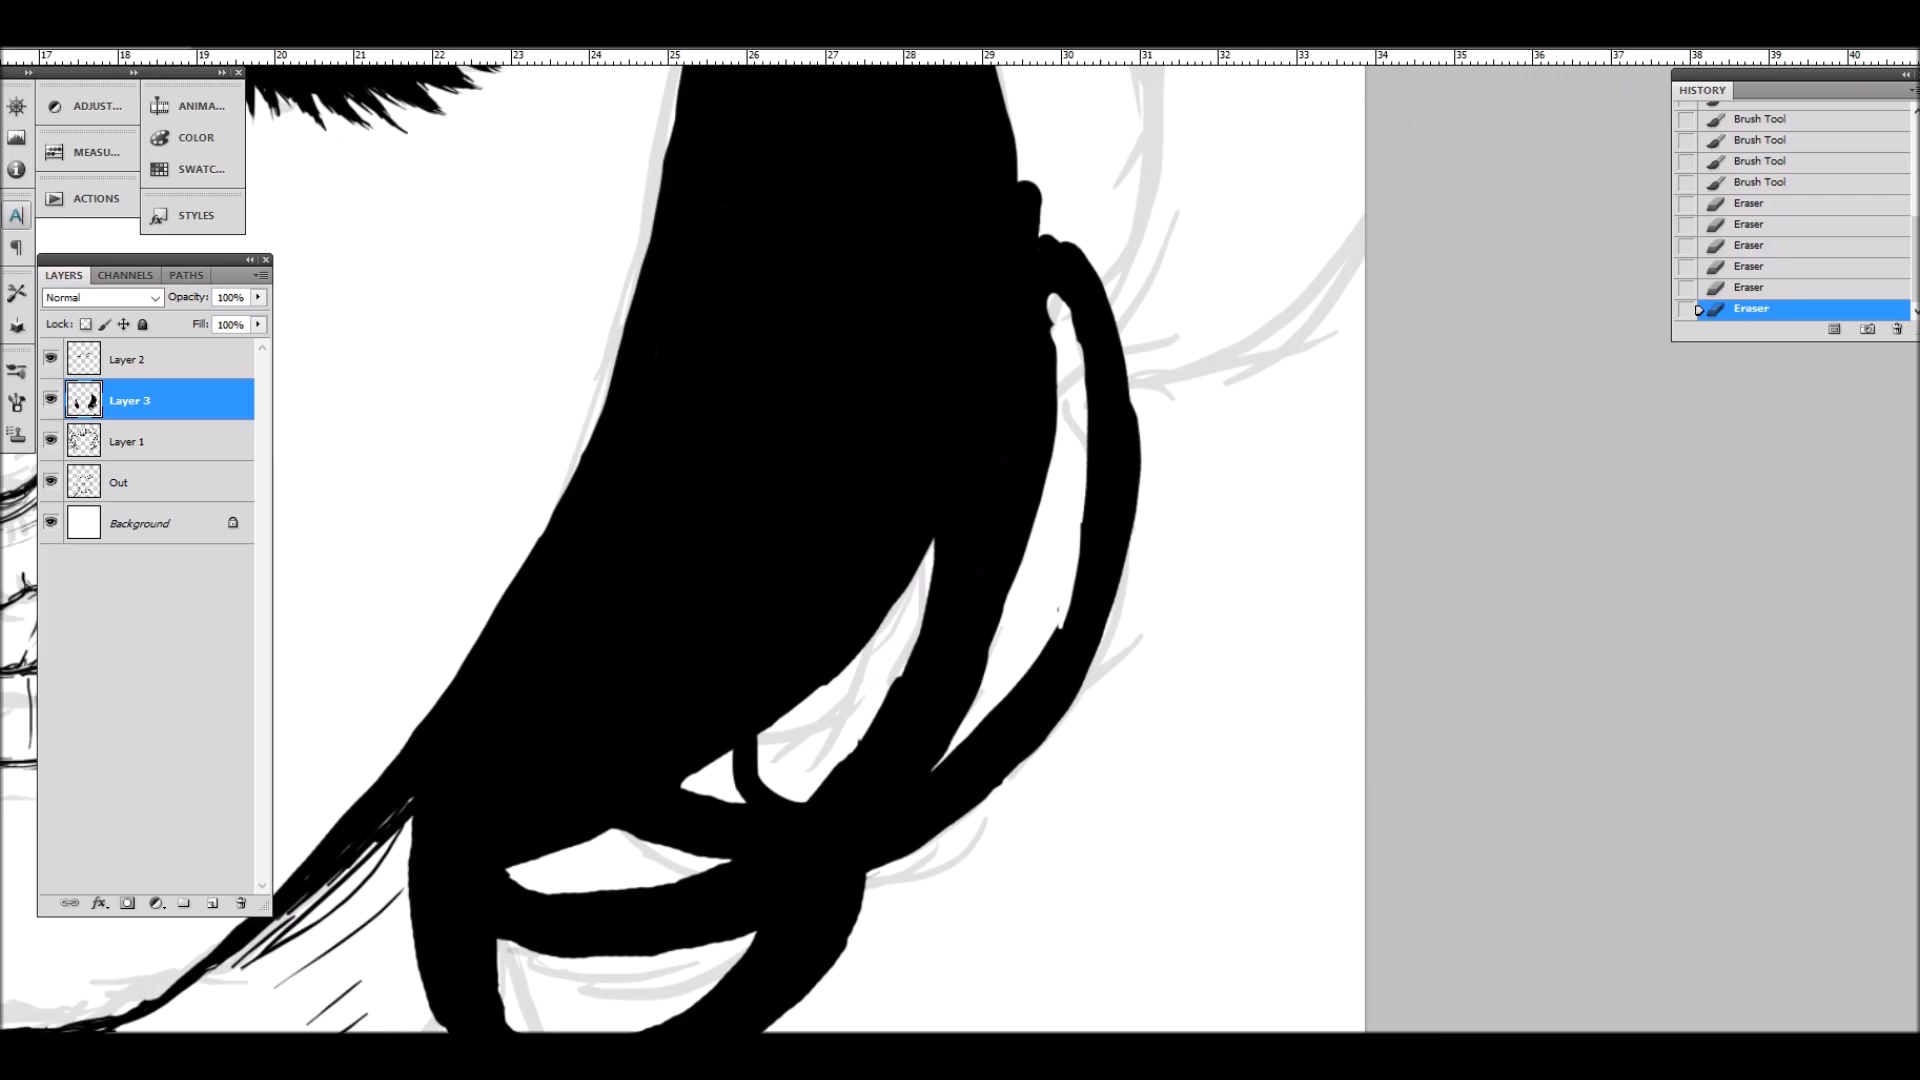 17 18 19 20 21 22 23 24 25 26 27 28 29 30 31 32 33 34 35 36 37 38 39 40
ADJUST...
MEASU...
ACTIONS
ANIMA...
COLOR
SWATC...
STYLES
LAYERS CHANNELS PATHS
Normal Opacity: 100%
Lock: Fill: 100%
Layer 2
Layer 3
Layer 1
Out
Background
HISTORY
Brush Tool
Brush Tool
Brush Tool
Brush Tool
Eraser
Eraser
Eraser
Eraser
Eraser
Eraser